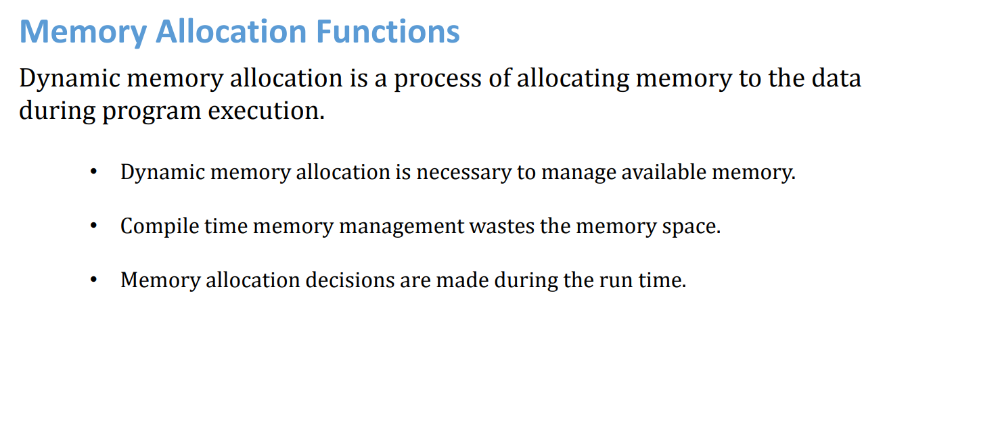 Memory Allocation Functions
Dynamic memory allocation is a process of allocating memory to the data
during program execution.
• Dynamic memory allocation is necessary to manage available memory.
• Compile time memory management wastes the memory space.
• Memory allocation decisions are made during the run time.